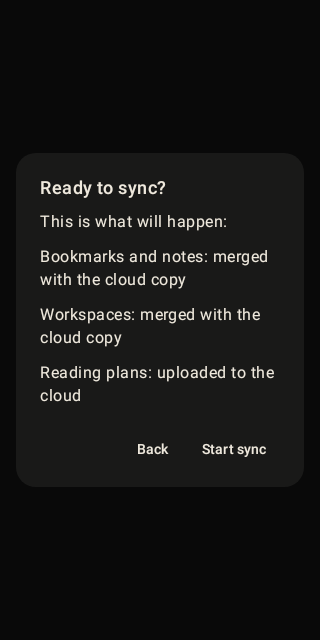 Ready to sync?
This is what will happen:
Bookmarks and notes: merged
with the cloud copy
Workspaces: merged with the
cloud copy
Reading plans: uploaded to the
cloud
Back
Start sync